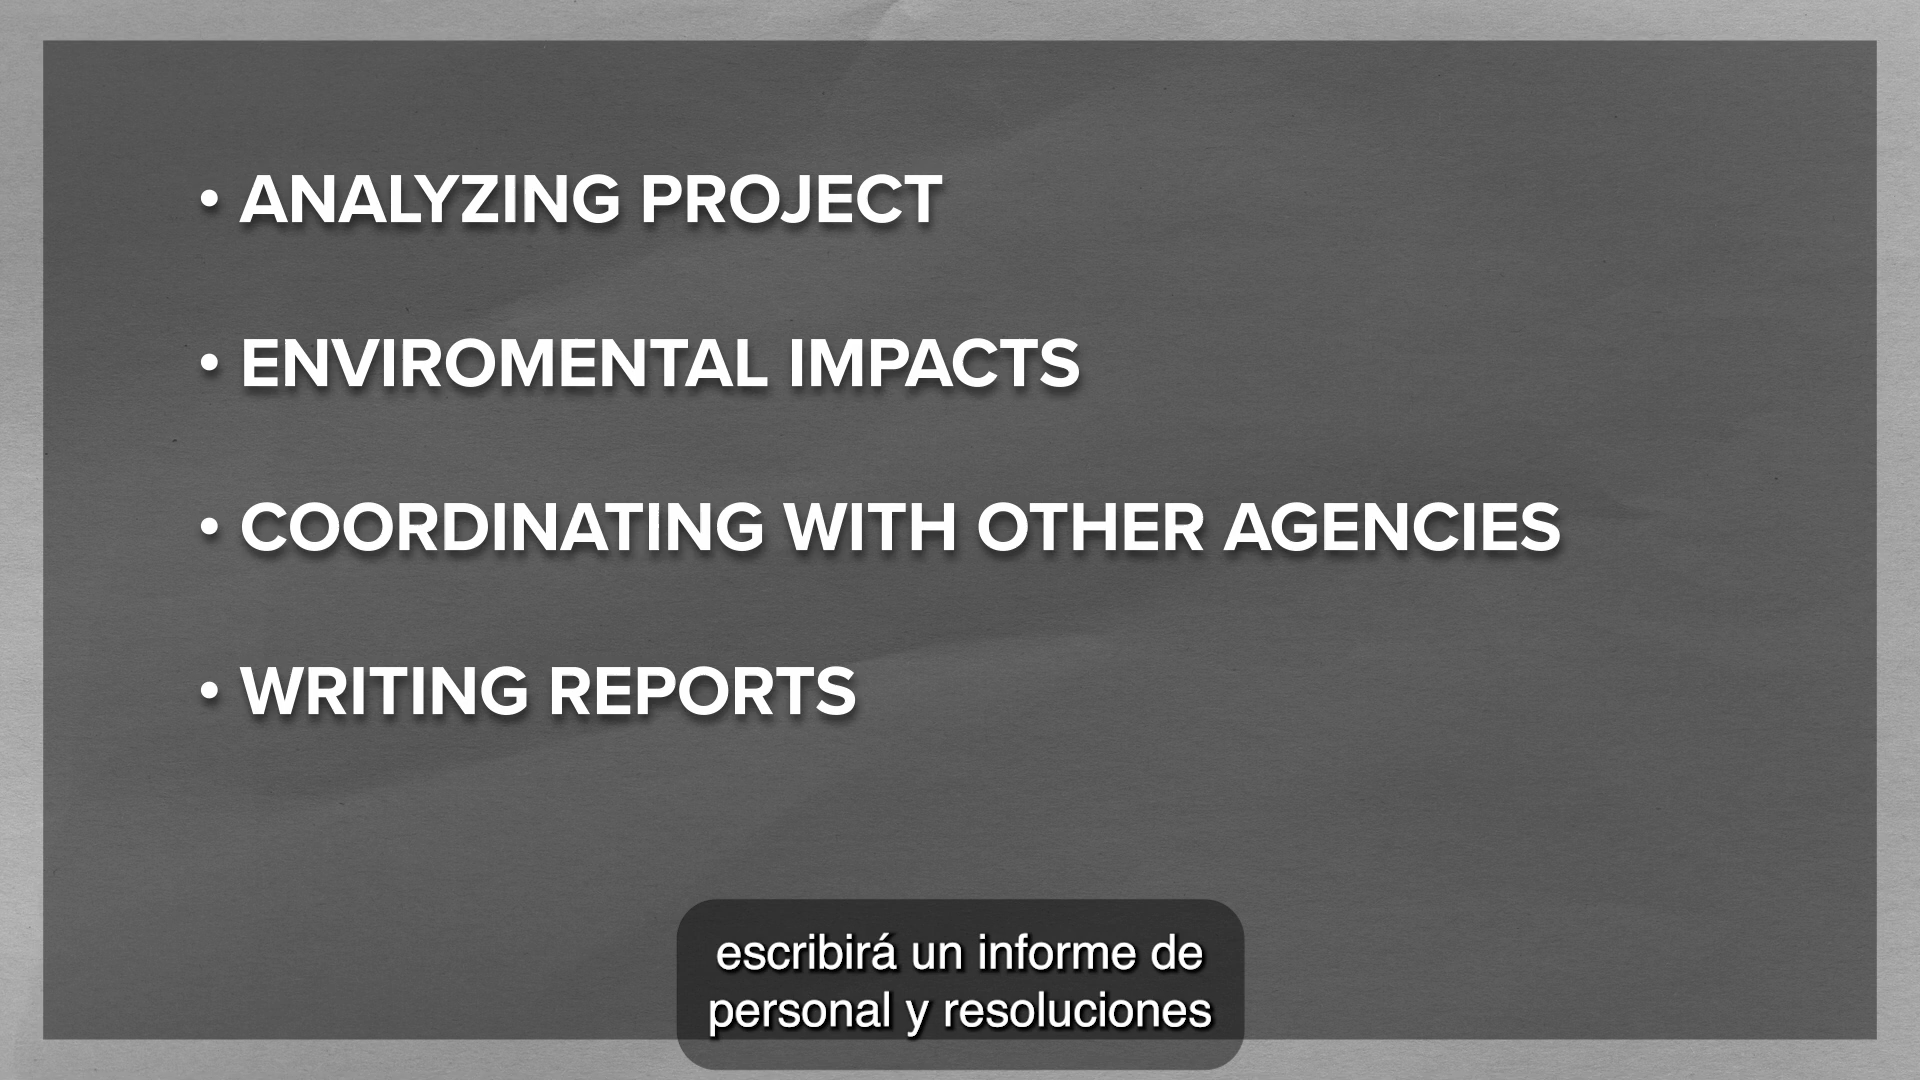 • ANALYZING PROJECT
• ENVIROMENTAL IMPACTS
• COORDINATING WITH OTHER AGENCIES
• WRITING REPORTS
escribirá un informe de
personal y resoluciones